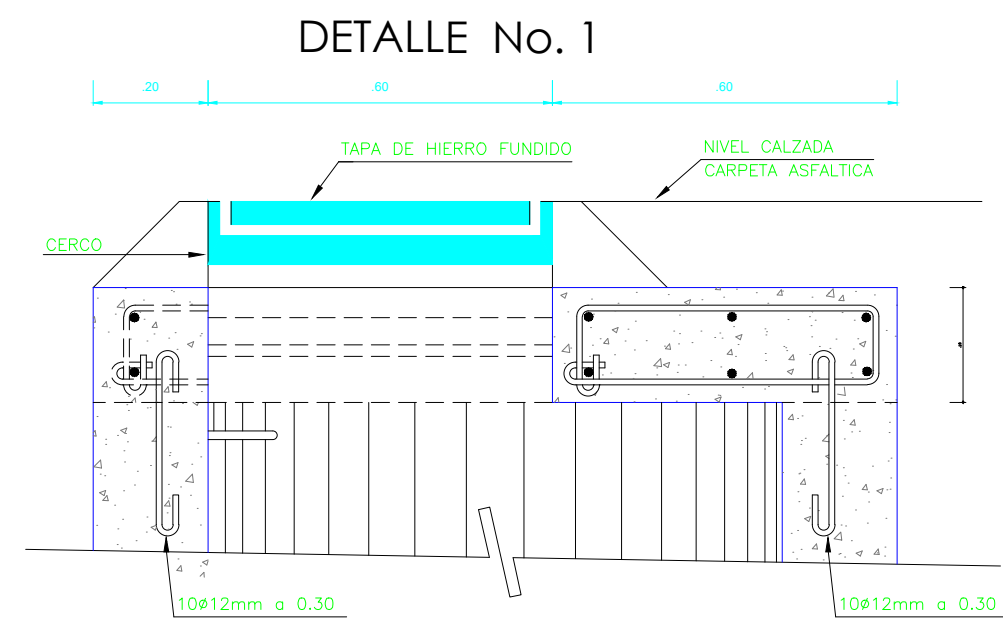 DETALLE No. 1
.20 .60 .60
TAPA DE HIERRO FUNDIDO
NIVEL CALZADA
CARPETA ASFALTICA
CERCO
10ø12mm a 0.30
10ø12mm a 0.30